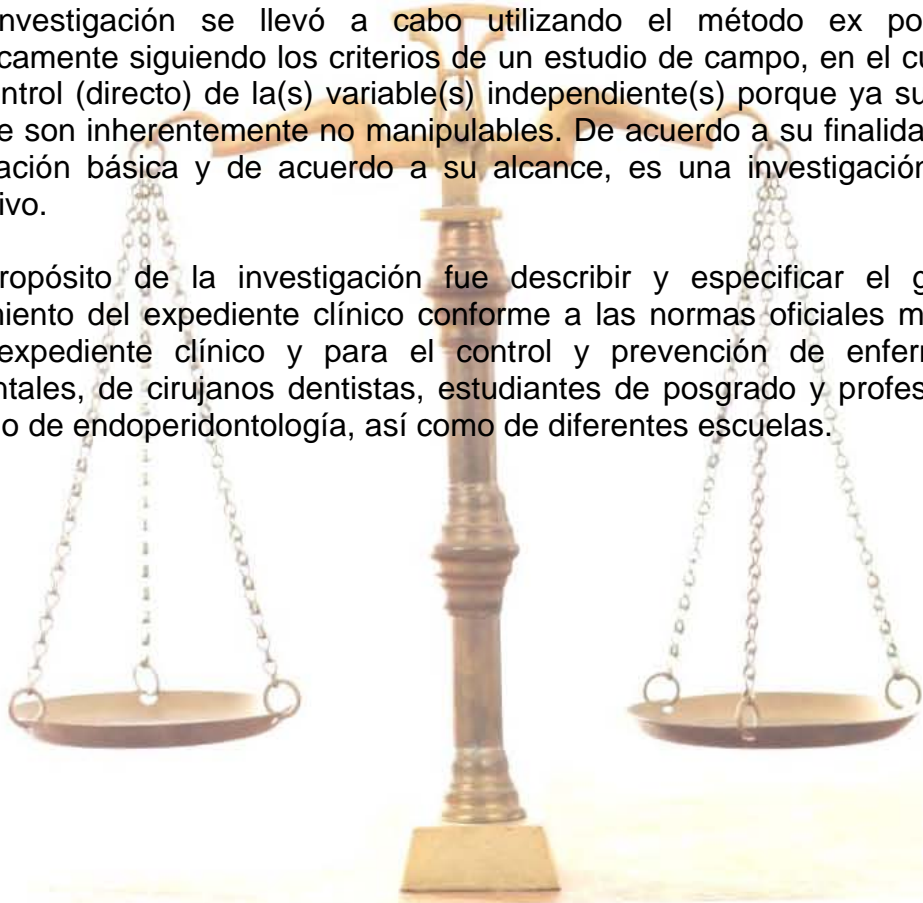 nvestigación se llevó a cabo utilizando el método ex po
camente siguiendo los criterios de un estudio de campo, en el cu
ntrol (directo) de la(s) variable(s) independiente(s) porque ya su
e son inherentemente no manipulables. De acuerdo a su finalida
ación básica y de acuerdo a su alcance, es una investigación
ivo.
ropósito de la investigación fue describir y especificar el g
niento del expediente clínico conforme a las normas oficiales m
expediente clínico y para el control y prevención de enfer
ntales, de cirujanos dentistas, estudiantes de posgrado y profes
o de endoperidontología, así como de diferentes escuelas.